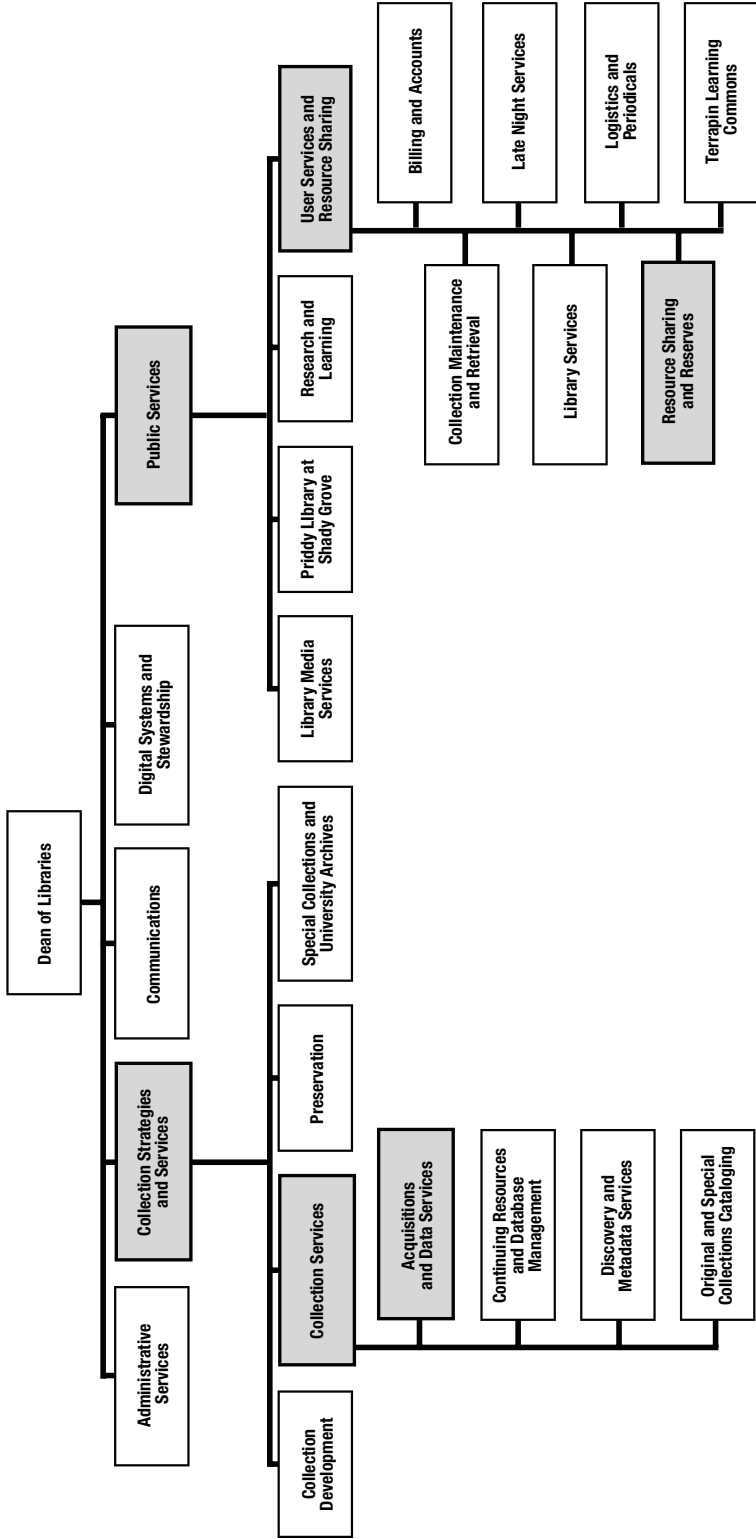 Dean of Libraries
Administrative
Services
Collection Strategies
and Services
Communications
Digital Systems and
Stewardship
Public Services
Collection
Development
Collection Services
Preservation
Special Collections and
University Archives
Library Media
Services
Priddy LIbrary at
Shady Grove
Research and
Learning
User Services and
Resource Sharing
Acquisitions
and Data Services
Continuing Resources
and Database
Management
Discovery and
Metadata Services
Original and Special
Collections Cataloging
Collection Maintenance
and Retrieval
Library Services
Resource Sharing
and Reserves
Billing and Accounts
Late Night Services
Logistics and
Periodicals
Terrapin Learning
Commons